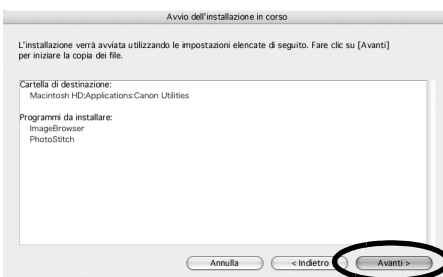 Avvio dell'installazione in corso
L'installazione verrà avviata utilizzando le impostazioni elencate di seguito. Fare clic su [Avanti]
per iniziare la copia dei file.
Cartella di destinazione:
Macintosh HD:Applications:Canon Utilities
Programmi da installare:
ImageBrowser
PhotoStitch
Annulla < Indietro Avanti >